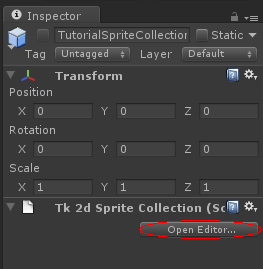 Inspector
TutorialSpriteCollection Static
Tag Untagged Layer Default
Transform
Position
X 0 Y 0 Z 0
Rotation
X 0 Y 0 Z 0
Scale
X 1 Y 1 Z 1
Tk 2d Sprite Collection (Sc
Open Editor...